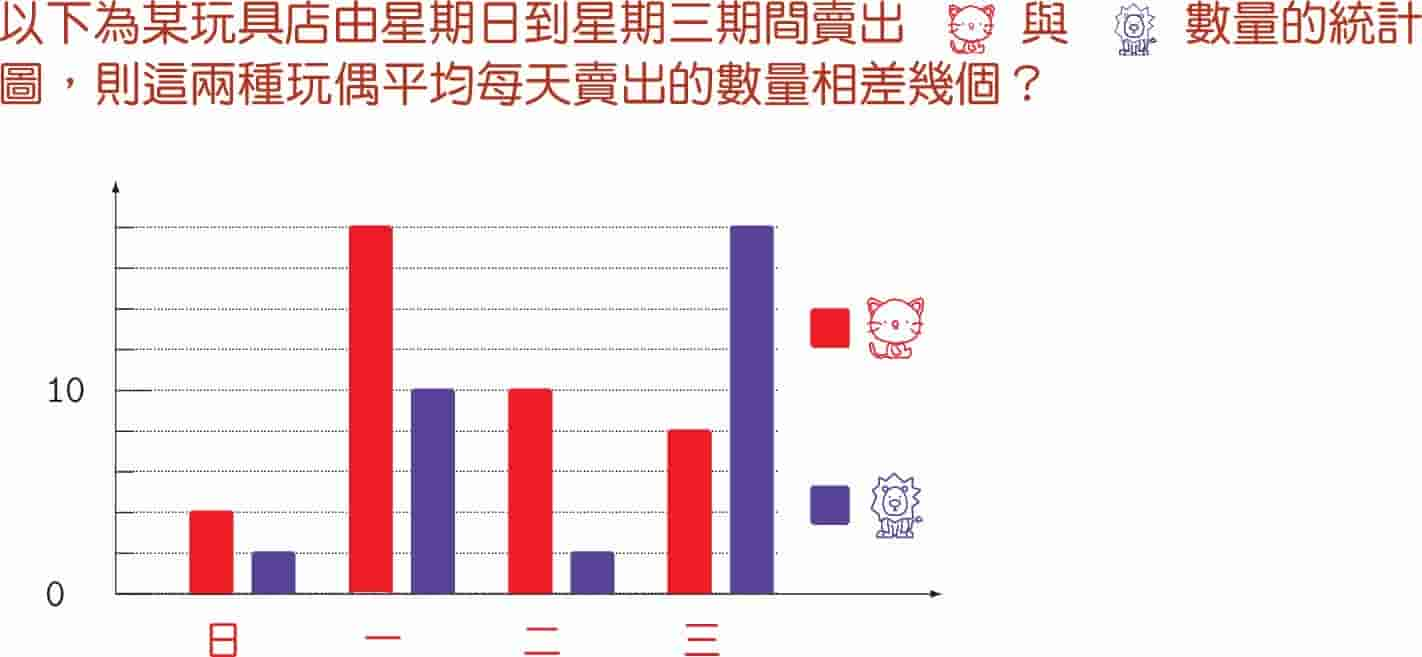 以下為某玩具店由星期日到星期三期間賣出 與 數量的統計
圖，則這兩種玩偶平均每天賣出的數量相差幾個？
10
0
日 一 二 三